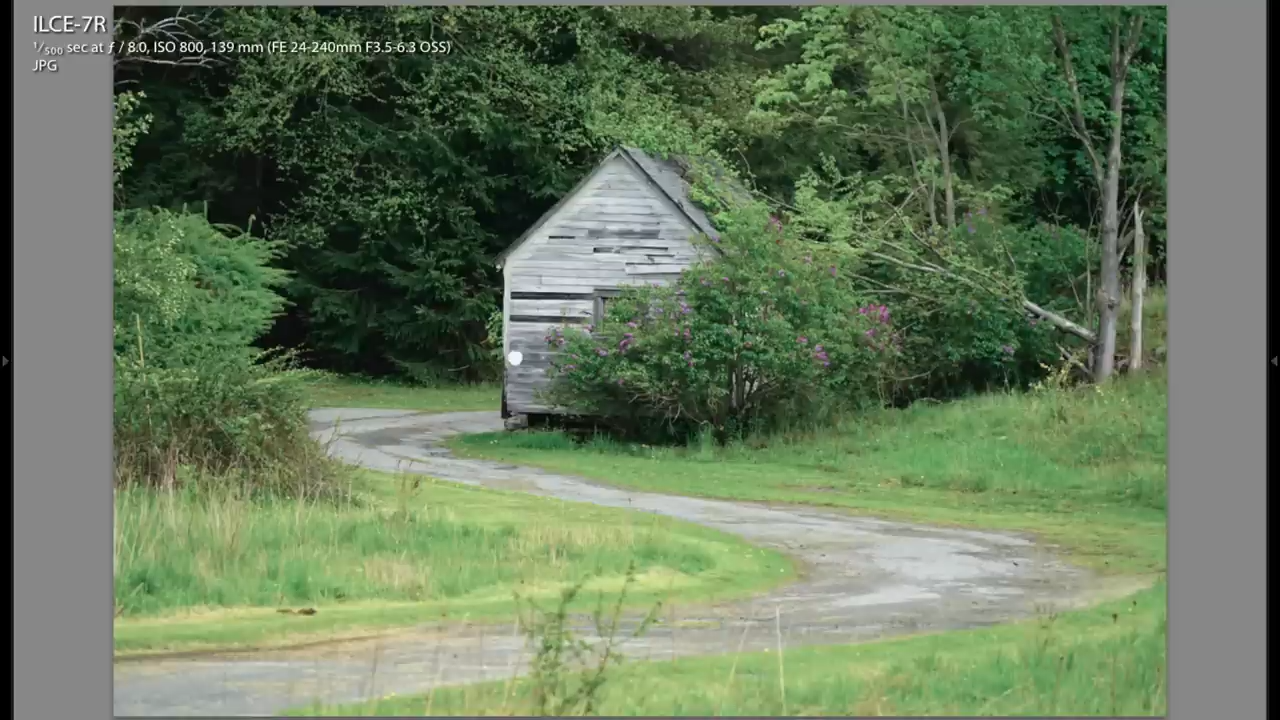 ILCE-7R
1/500 sec at ƒ / 8.0, ISO 800, 139 mm (FE 24-240mm F3.5-6.3 OSS)
JPG